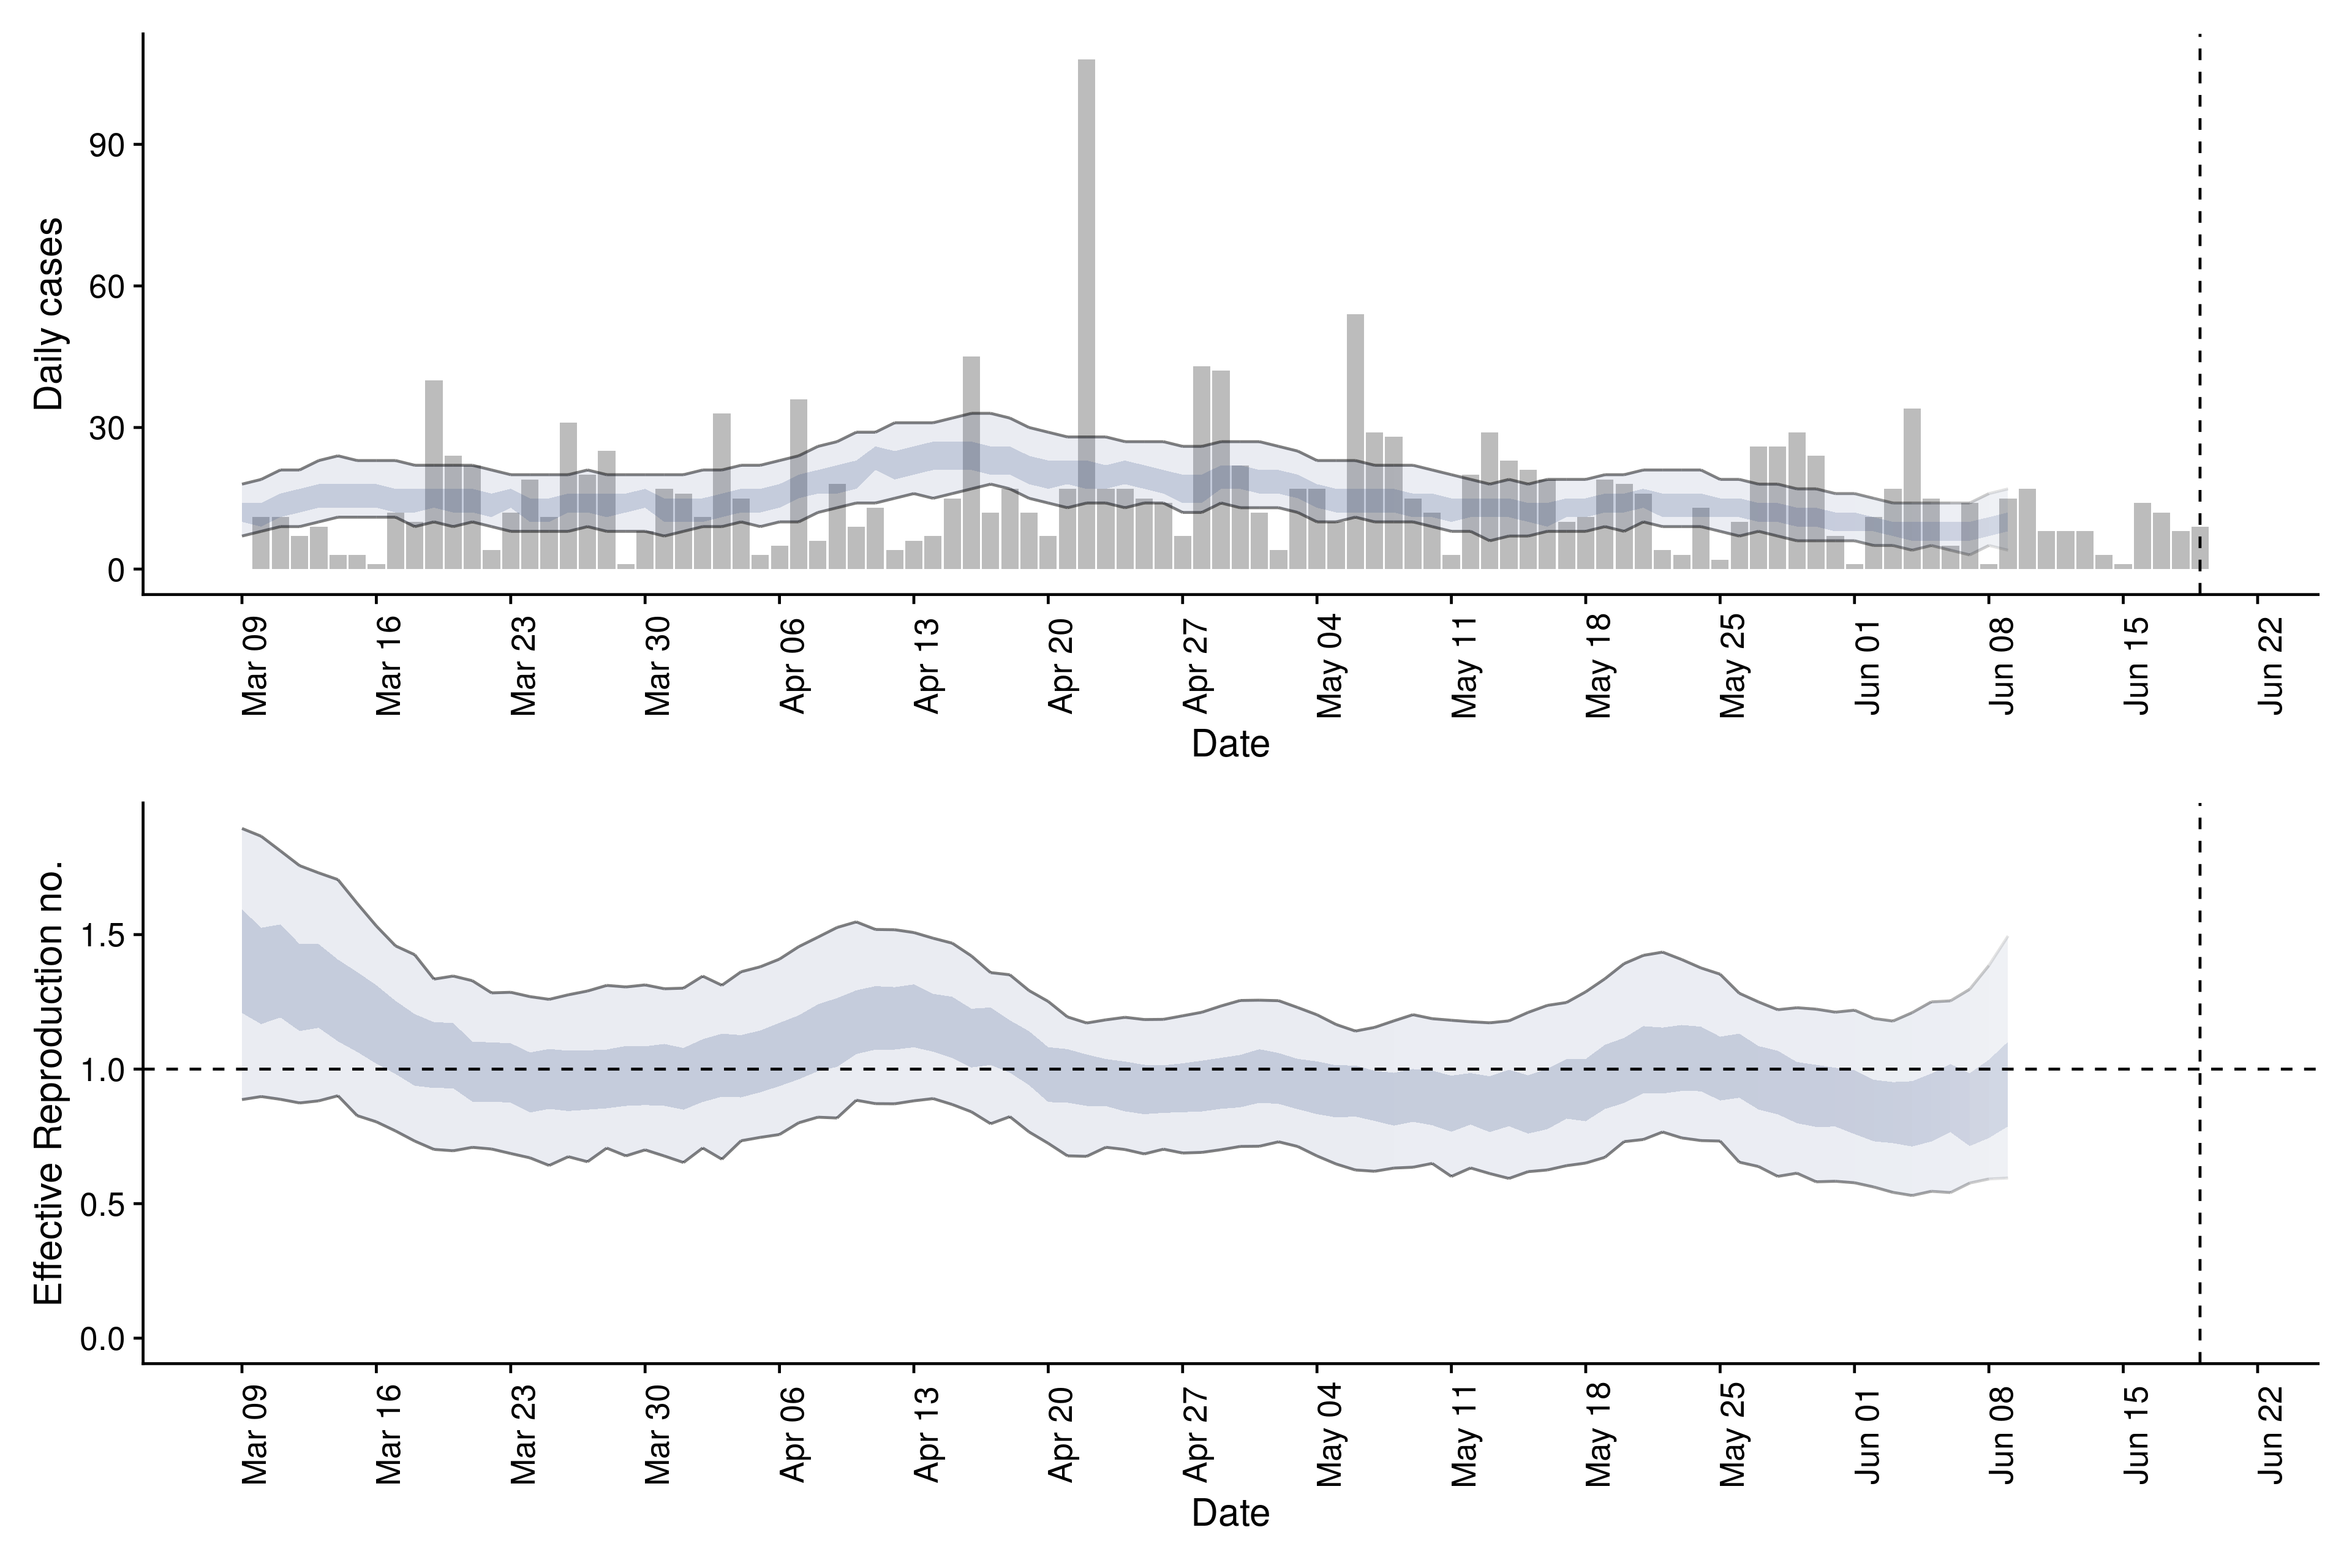 Daily cases
90
60
30
0
Mar 09
Mar 16
Mar 23
Mar 30
Apr 06
Apr 13
Apr 20
Apr 27
May 04
May 11
May 18
May 25
Jun 01
Jun 08
Jun 15
Jun 22
Date
Effective Reproduction no.
1.5
1.0
0.5
0.0
Mar 09
Mar 16
Mar 23
Mar 30
Apr 06
Apr 13
Apr 20
Apr 27
May 04
May 11
May 18
May 25
Jun 01
Jun 08
Jun 15
Jun 22
Date